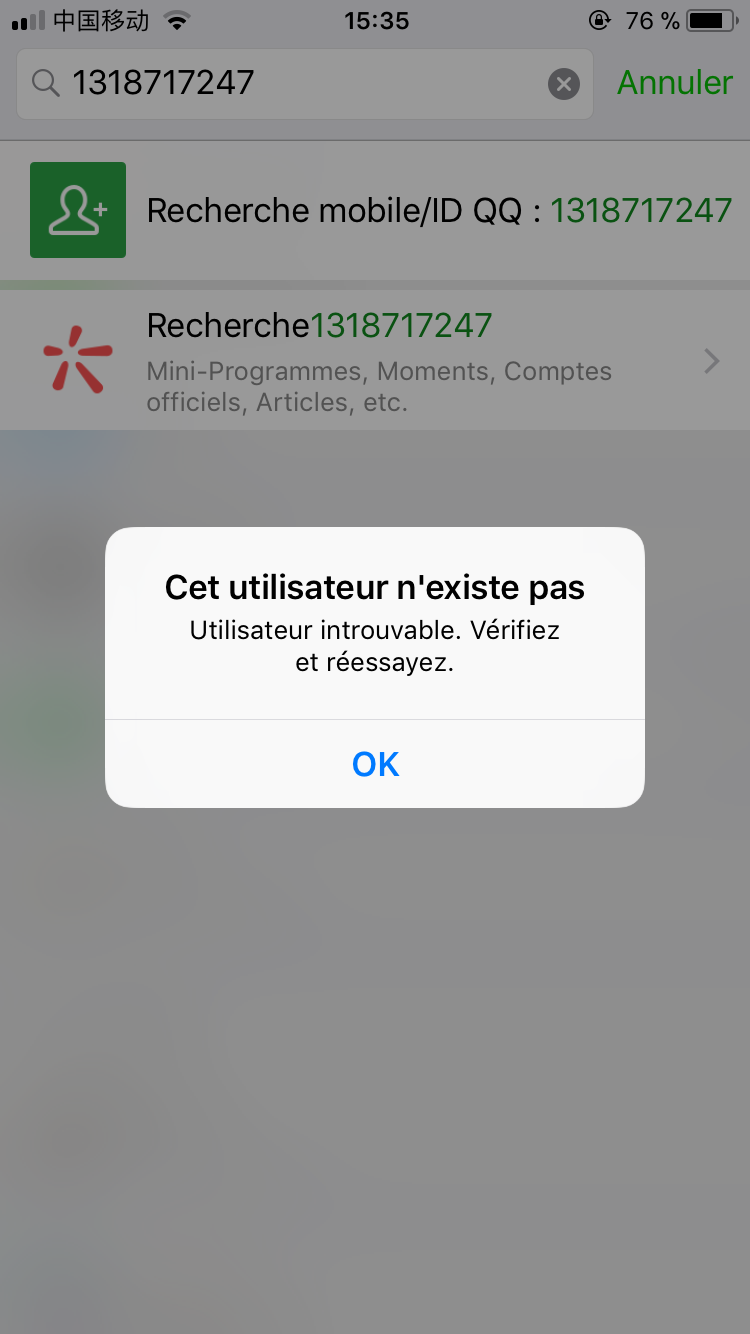 中国移动 15:35 76 %
1318717247 Annuler
Recherche mobile/ID QQ : 1318717247
Recherche1318717247
Mini-Programmes, Moments, Comptes
officiels, Articles, etc.
Cet utilisateur n'existe pas
Utilisateur introuvable. Vérifiez
et réessayez.
OK